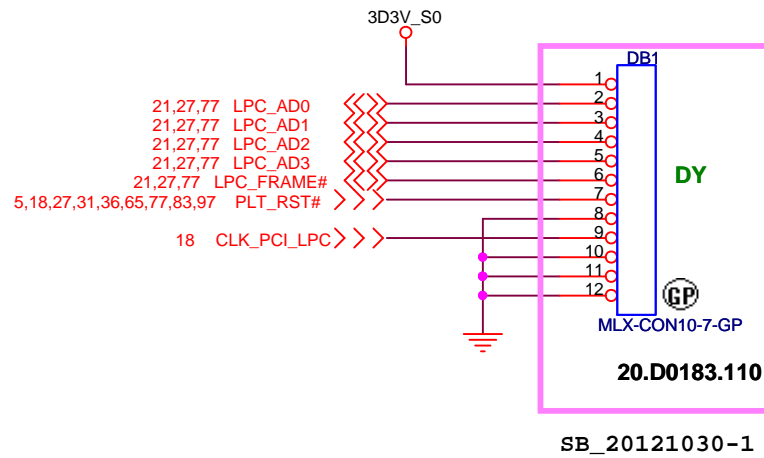 3D3V_S0
DB1
1
21,27,77 LPC_AD0 2
21,27,77 LPC_AD1 3
21,27,77 LPC_AD2 4
21,27,77 LPC_AD3 5
21,27,77 LPC_FRAME# 6
5,18,27,31,36,65,77,83,97 PLT_RST# 7
DY
8
18 CLK_PCI_LPC 9
10
11
12
GP
MLX-CON10-7-GP
20.D0183.110
SB_20121030-1